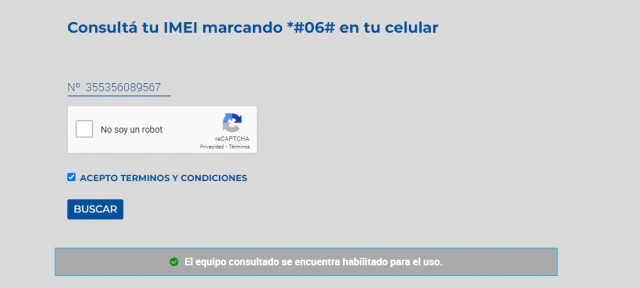 Consultá tu IMEI marcando *#06# en tu celular
Nº 355356089567
No soy un robot
reCAPTCHA
Privacidad - Términos
ACEPTO TERMINOS Y CONDICIONES
BUSCAR
El equipo consultado se encuentra habilitado para el uso.